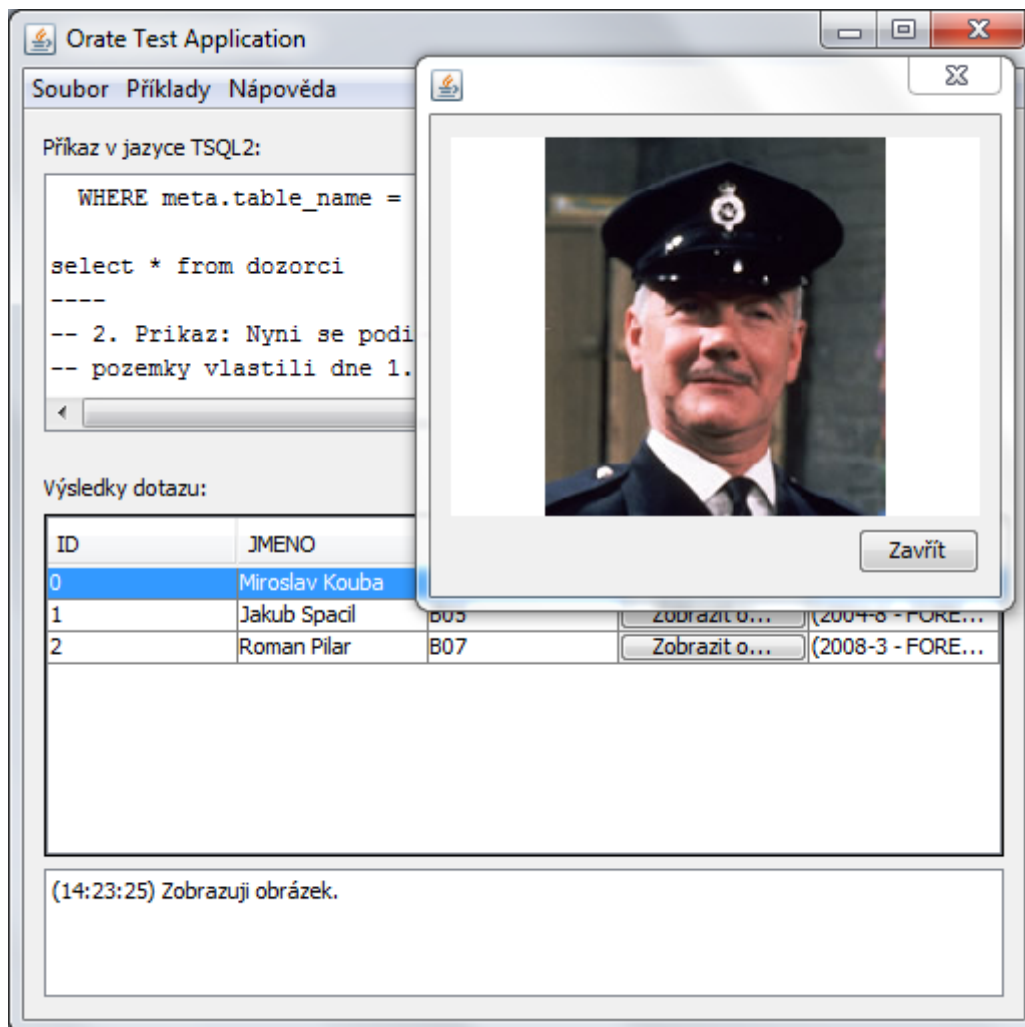 Orate Test Application
Soubor Příklady Nápověda
Příkaz v jazyce TSQL2:
WHERE meta.table_name =
select * from dozorci
----
-- 2. Prikaz: Nyni se podi
-- pozemky vlastili dne 1.
Zavřít
Výsledky dotazu:
ID JMENO
0 Miroslav Kouba
1 Jakub Spacil B05 Zobrazit o... (2004-8 - FORE...
2 Roman Pilar B07 Zobrazit o... (2008-3 - FORE...
(14:23:25) Zobrazuji obrázek.